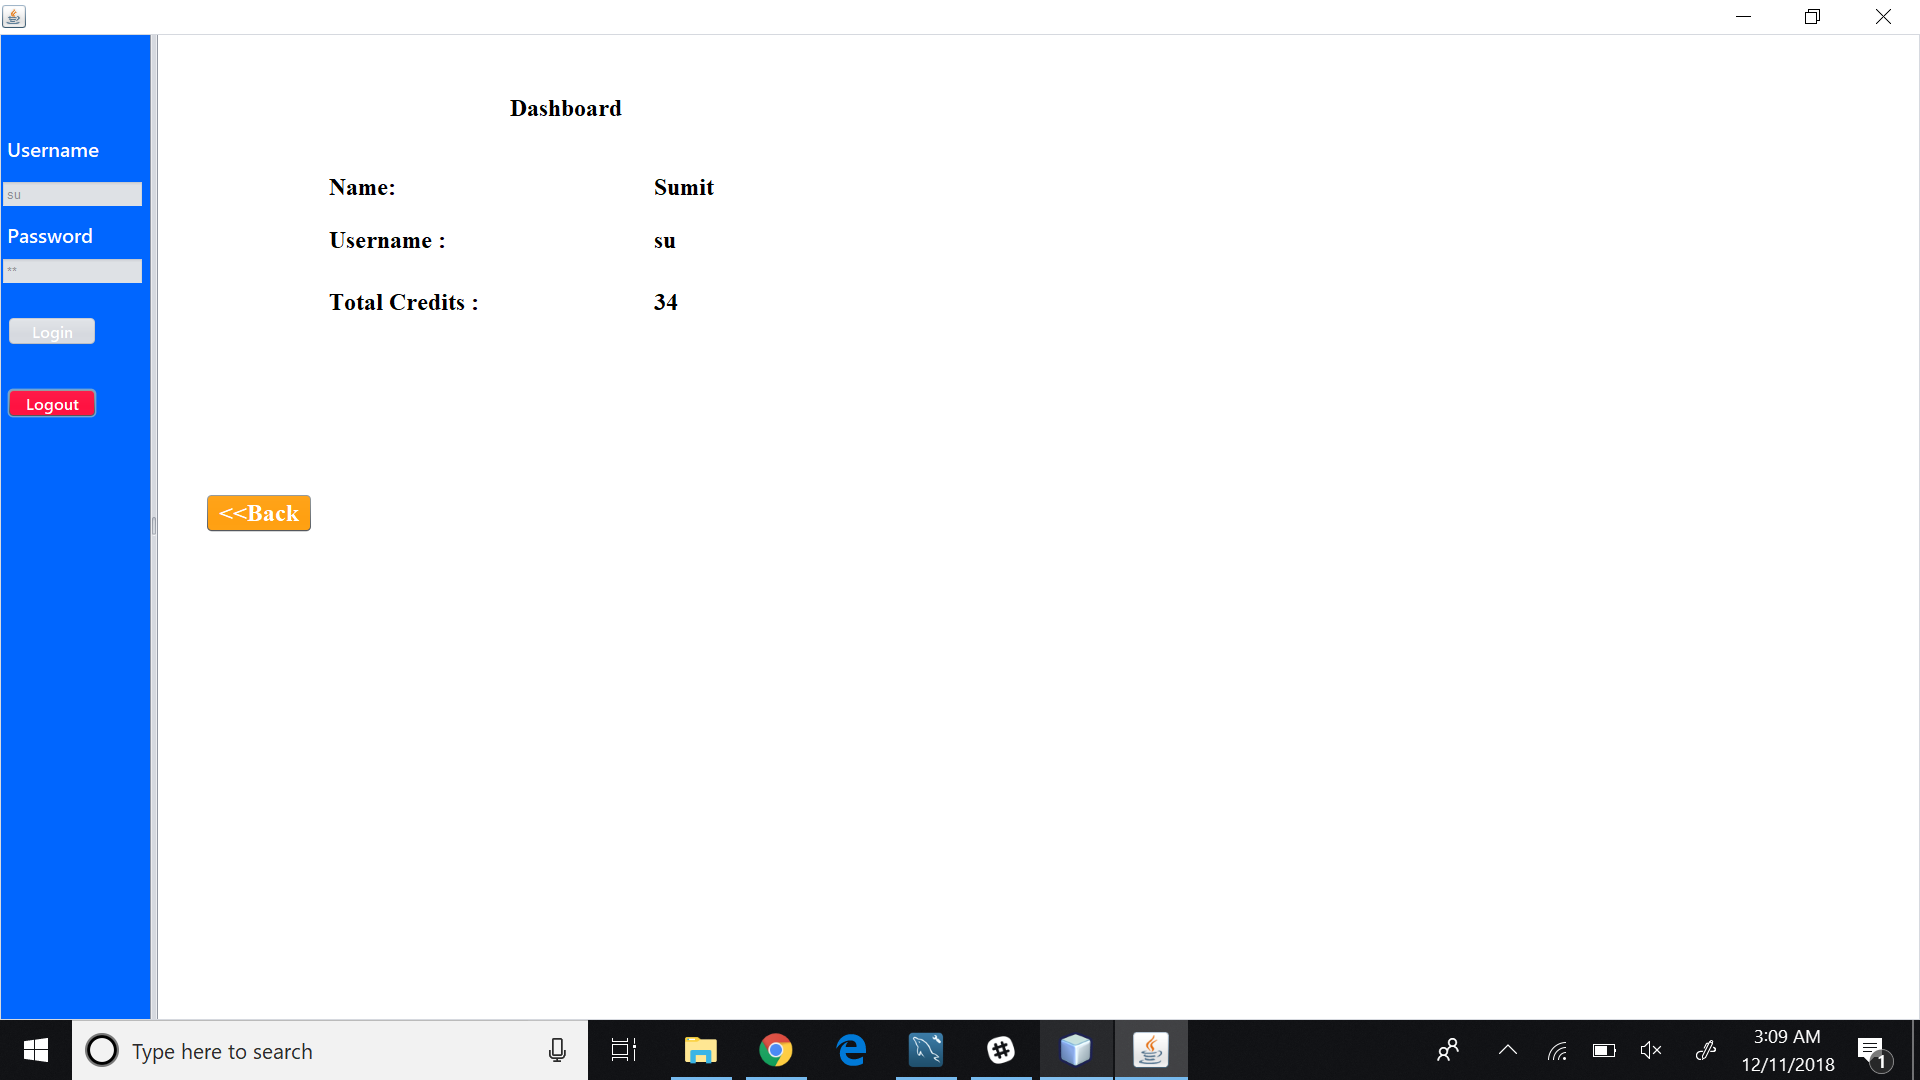 Dashboard
Username
Name: Sumit
su
Password
Username : su
**
Total Credits : 34
Login
Logout
<<Back
Type here to search
3:09 AM
12/11/2018
1